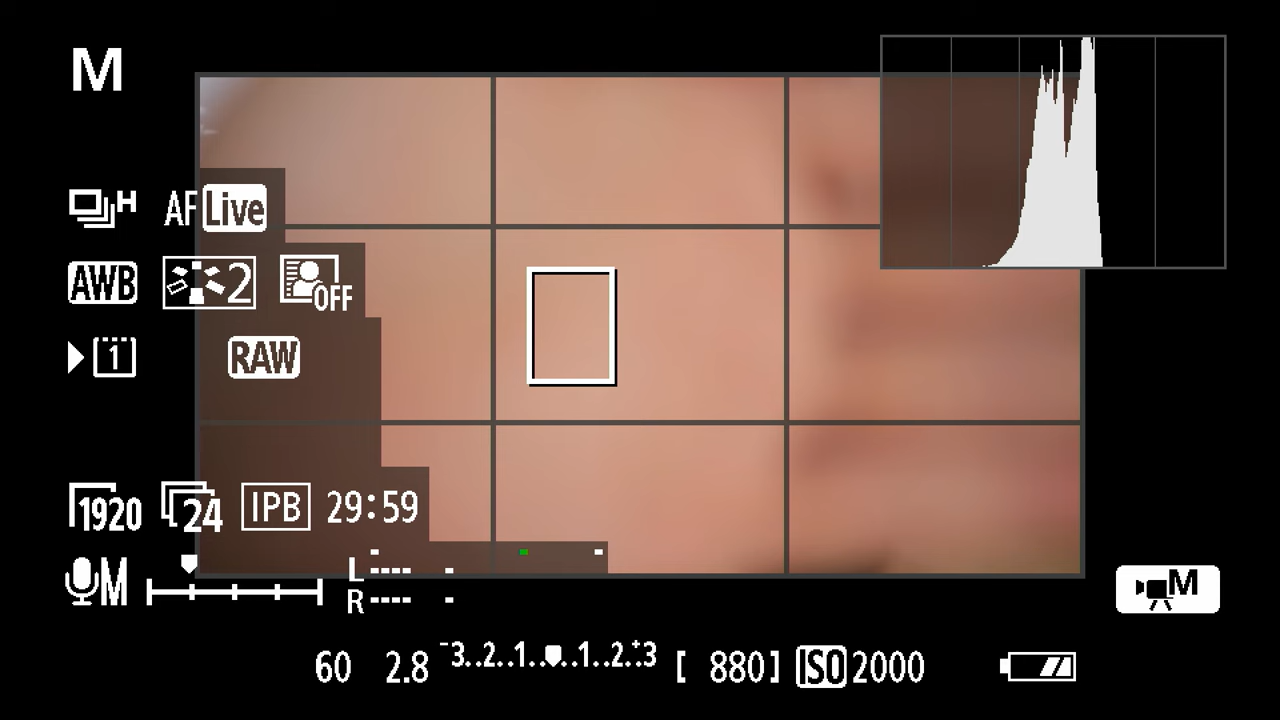 M
H AF Live
AWB 2 OFF
1 RAW
1920 24 IPB 29:59
M L ---- -
R ---- -
M
60 2.8 -3..2..1..▼..1..2..+3 [ 880] ISO 2000